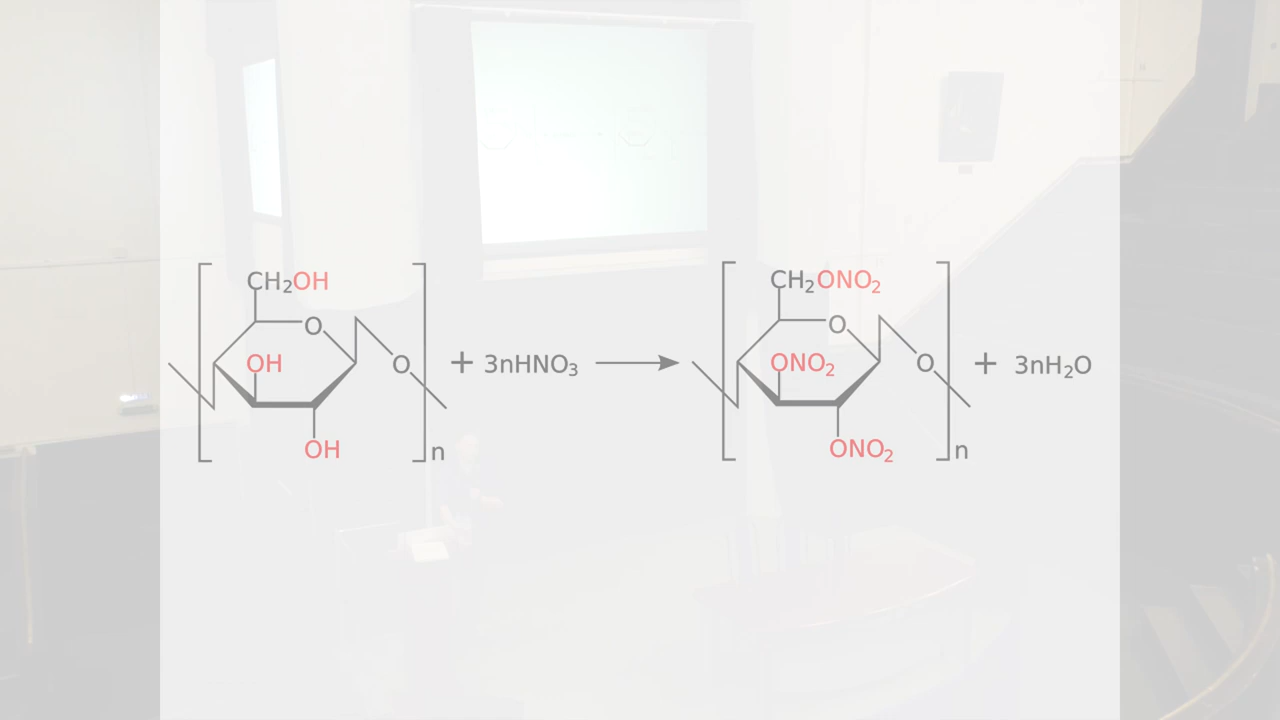 CH₂OH
O
OH
O
OH
n
+ 3nHNO₃
CH₂ONO₂
O
ONO₂
O
ONO₂
n
+ 3nH₂O